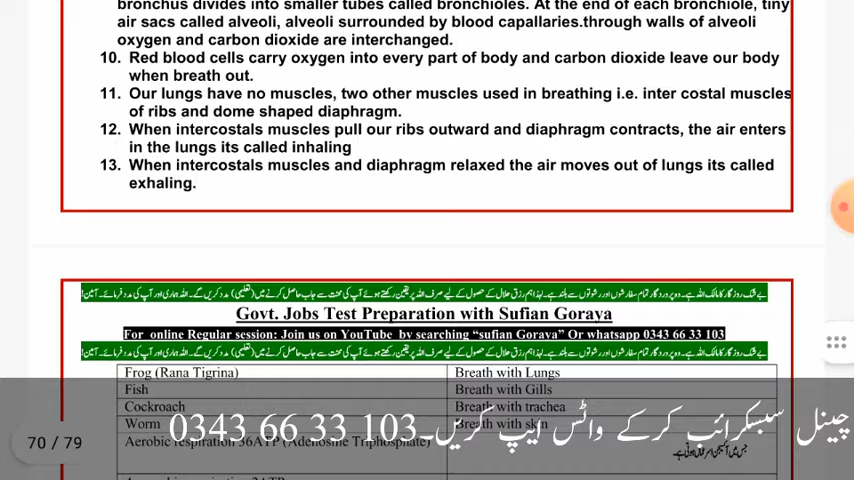 bronchus divides into smaller tubes called bronchioles. At the end of each bronchiole, tiny
air sacs called alveoli, alveoli surrounded by blood capallaries.through walls of alveoli
oxygen and carbon dioxide are interchanged.
10. Red blood cells carry oxygen into every part of body and carbon dioxide leave our body
when breath out.
11. Our lungs have no muscles, two other muscles used in breathing i.e. inter costal muscles
of ribs and dome shaped diaphragm.
12. When intercostals muscles pull our ribs outward and diaphragm contracts, the air enters
in the lungs its called inhaling
13. When intercostals muscles and diaphragm relaxed the air moves out of lungs its called
exhaling.
Govt. Jobs Test Preparation with Sufian Goraya
For online Regular session: Join us on YouTube by searching “sufian Goraya” Or whatsapp 0343 66 33 103
Frog (Rana Tigrina) Breath with Lungs
Fish Breath with Gills
Cockroach Breath with trachea
Worm Breath with skin
Aerobic respiration 36ATP (Adenosine Triphosphate)
چینل سبسکرائب کرکے واٹس ایپ کریں۔ 0343 66 33 103
70 / 79